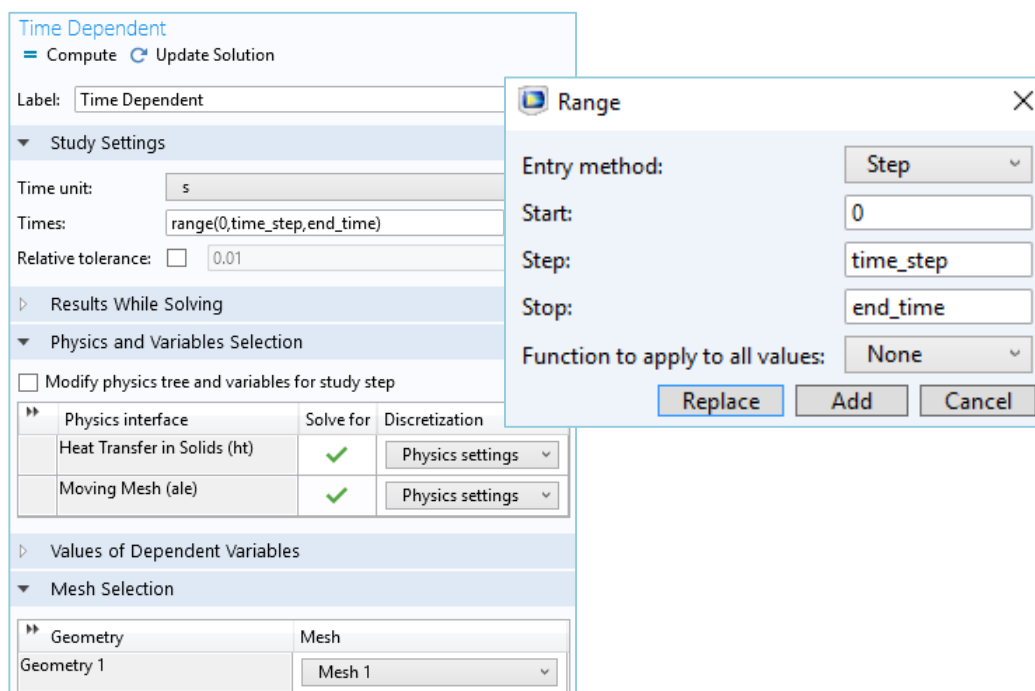 Time Dependent
= Compute Update Solution
Label: Time Dependent
Study Settings
Time unit: s
Times: range(0,time_step,end_time)
Relative tolerance: 0.01
Results While Solving
Physics and Variables Selection
Modify physics tree and variables for study step
Physics interface Solve for Discretization
Heat Transfer in Solids (ht) Physics settings
Moving Mesh (ale) Physics settings
Values of Dependent Variables
Mesh Selection
Geometry Mesh
Geometry 1 Mesh 1
Range
Entry method: Step
Start: 0
Step: time_step
Stop: end_time
Function to apply to all values: None
Replace Add Cancel